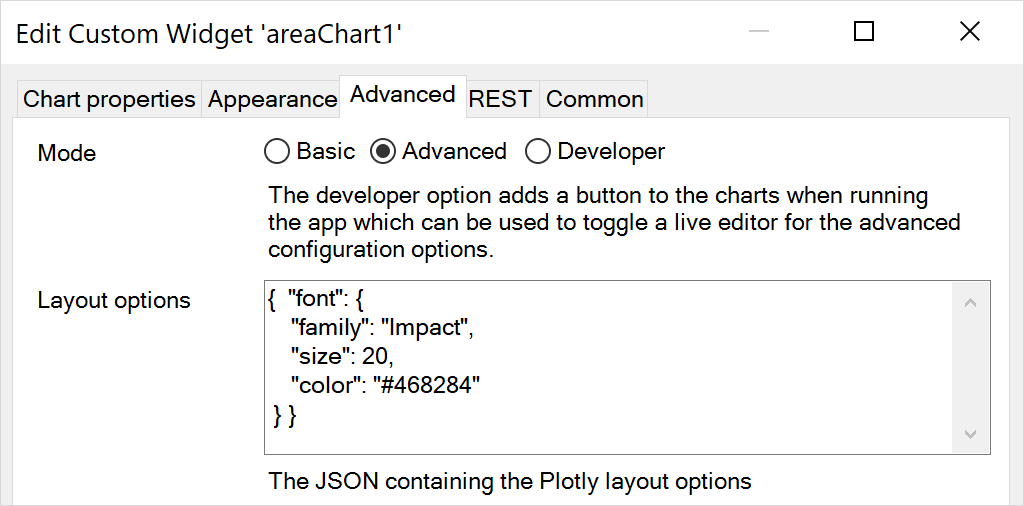 Edit Custom Widget 'areaChart1'
Chart properties Appearance Advanced REST Common
Mode Basic Advanced Developer
The developer option adds a button to the charts when running
the app which can be used to toggle a live editor for the advanced
configuration options.
Layout options { "font": {
"family": "Impact",
"size": 20,
"color": "#468284"
} }
The JSON containing the Plotly layout options